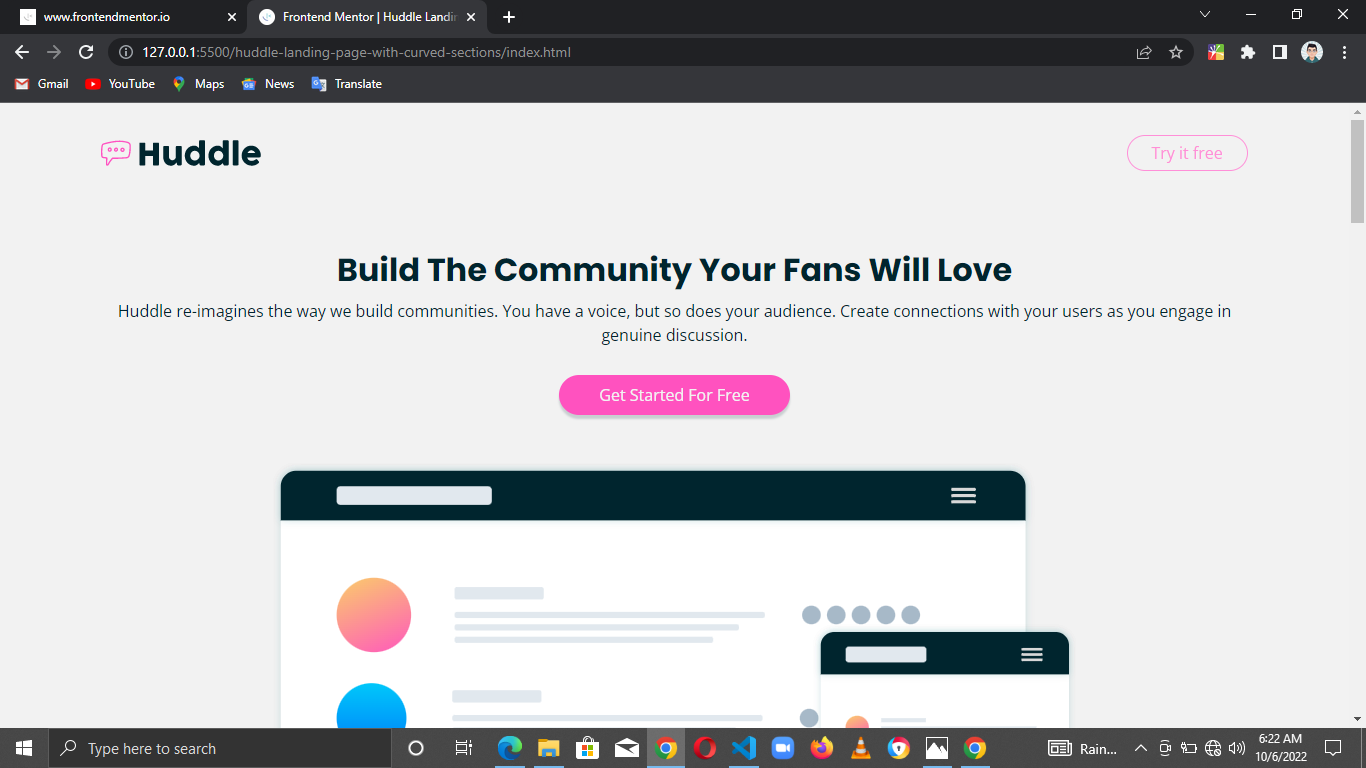 www.frontendmentor.io
Frontend Mentor | Huddle Landin
127.0.0.1:5500/huddle-landing-page-with-curved-sections/index.html
Gmail
YouTube
Maps
News
Translate
Huddle
Try it free
Build The Community Your Fans Will Love
Huddle re-imagines the way we build communities. You have a voice, but so does your audience. Create connections with your users as you engage in
genuine discussion.
Get Started For Free
Type here to search
Rain...
6:22 AM
10/6/2022